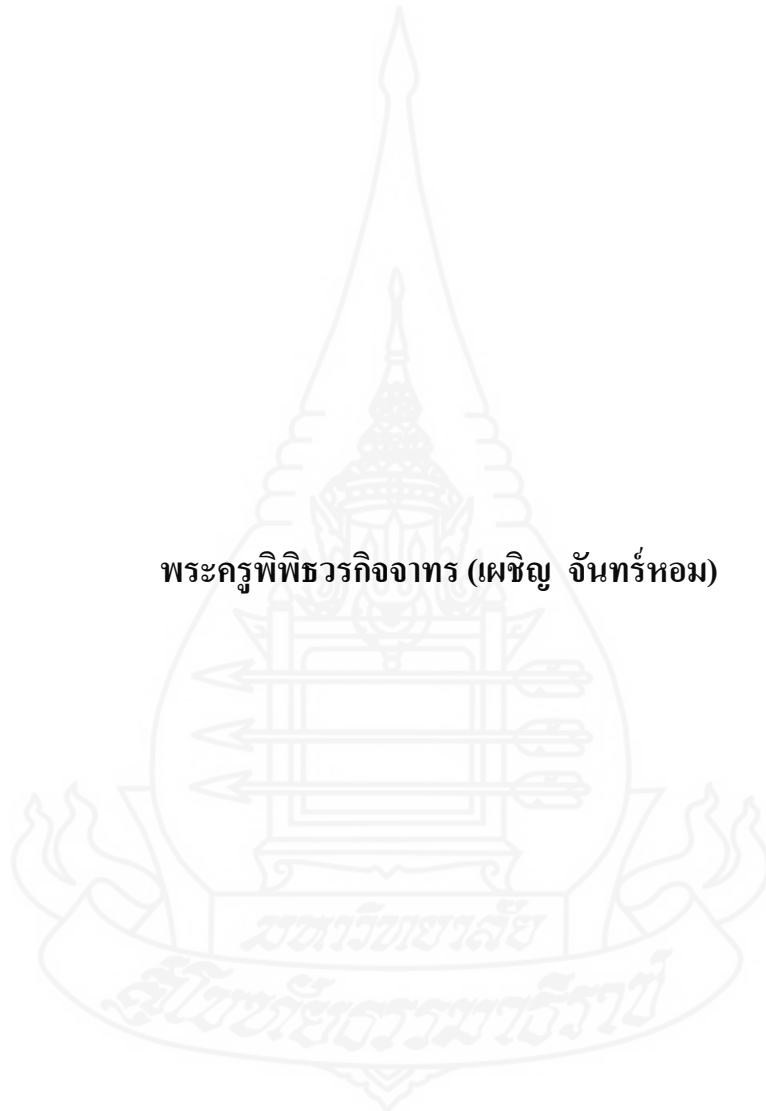 พระครูพิพิธวรกิจจาทร (เผชิญ จันทร์หอม)
มหาวิทยาลัย
สุโขทัยธรรมาธิราช